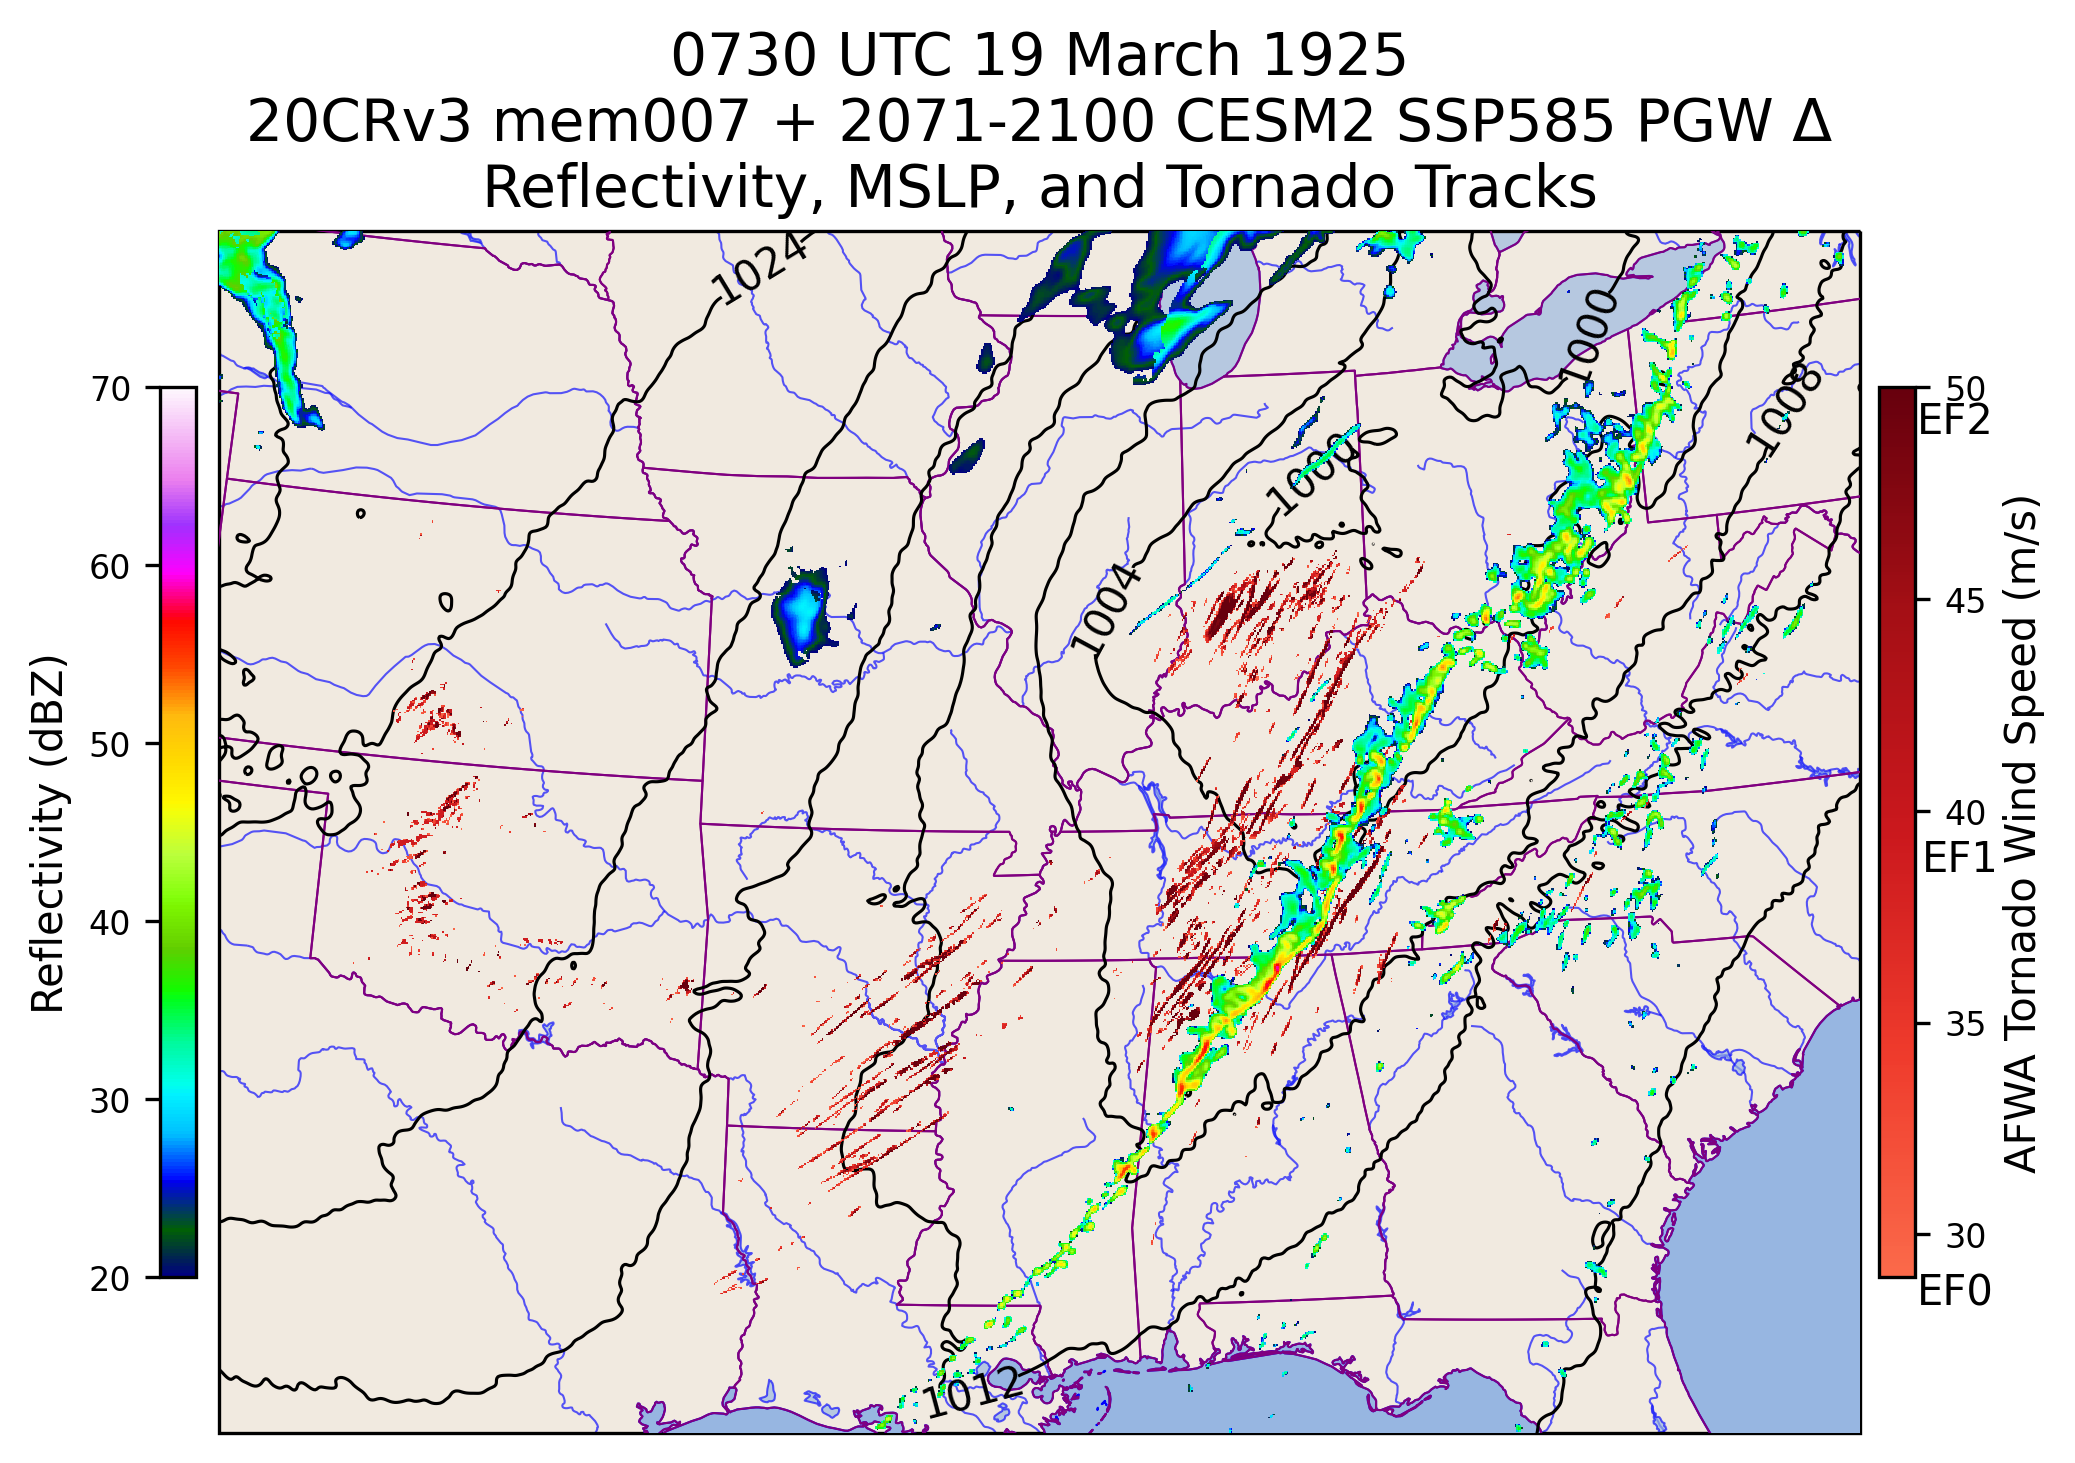 0730 UTC 19 March 1925
20CRv3 mem007 + 2071-2100 CESM2 SSP585 PGW Δ
Reflectivity, MSLP, and Tornado Tracks
1024
1000
1008
1000
1004
1012
70
60
50
40
30
20
Reflectivity (dBZ)
50
EF2
45
40
EF1
35
30
EF0
AFWA Tornado Wind Speed (m/s)